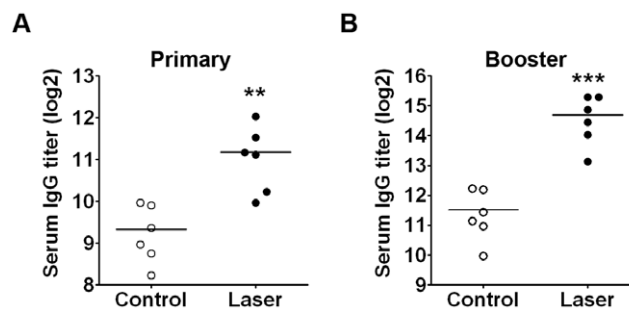 A
Primary
Serum IgG titer (log2)
13
12
11
10
9
8
**
Control Laser
B
Booster
Serum IgG titer (log2)
16
15
14
13
12
11
10
9
***
Control Laser